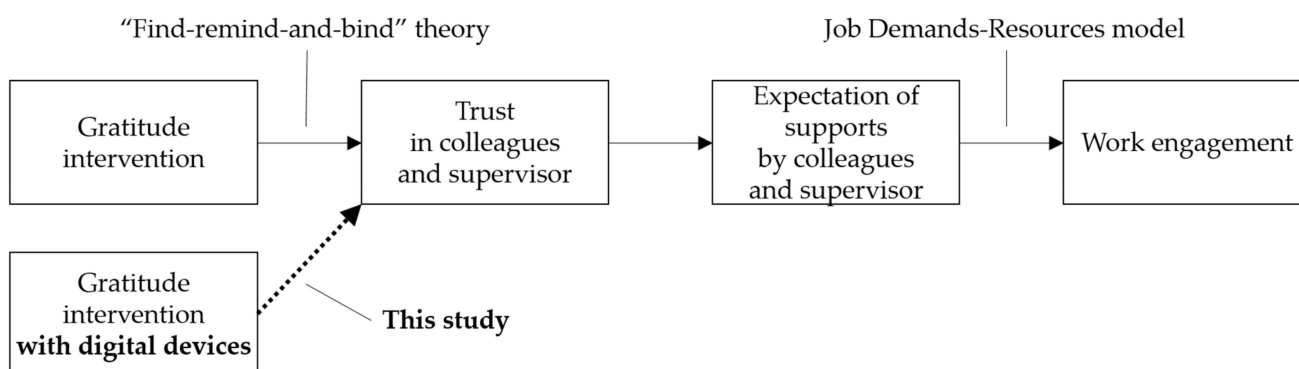 “Find-remind-and-bind” theory
Job Demands-Resources model
Gratitude
intervention
Trust
in colleagues
and supervisor
Expectation of
supports
by colleagues
and supervisor
Work engagement
Gratitude
intervention
with digital devices
This study